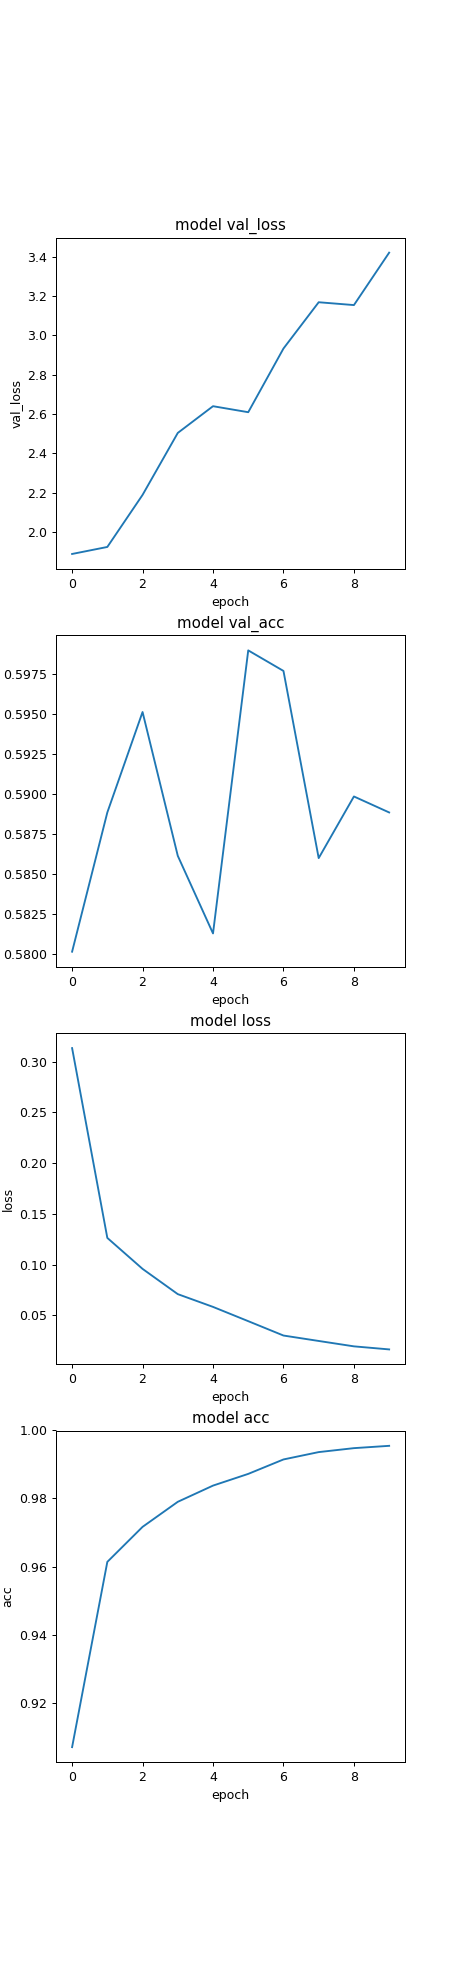 model val_loss
3.4
3.2
3.0
2.8
2.6
2.4
2.2
2.0
val_loss
0 2 4 6 8
epoch
model val_acc
0.5975
0.5950
0.5925
0.5900
0.5875
0.5850
0.5825
0.5800
0 2 4 6 8
epoch
model loss
0.30
0.25
0.20
0.15
0.10
0.05
loss
0 2 4 6 8
epoch
model acc
1.00
0.98
0.96
0.94
0.92
acc
0 2 4 6 8
epoch